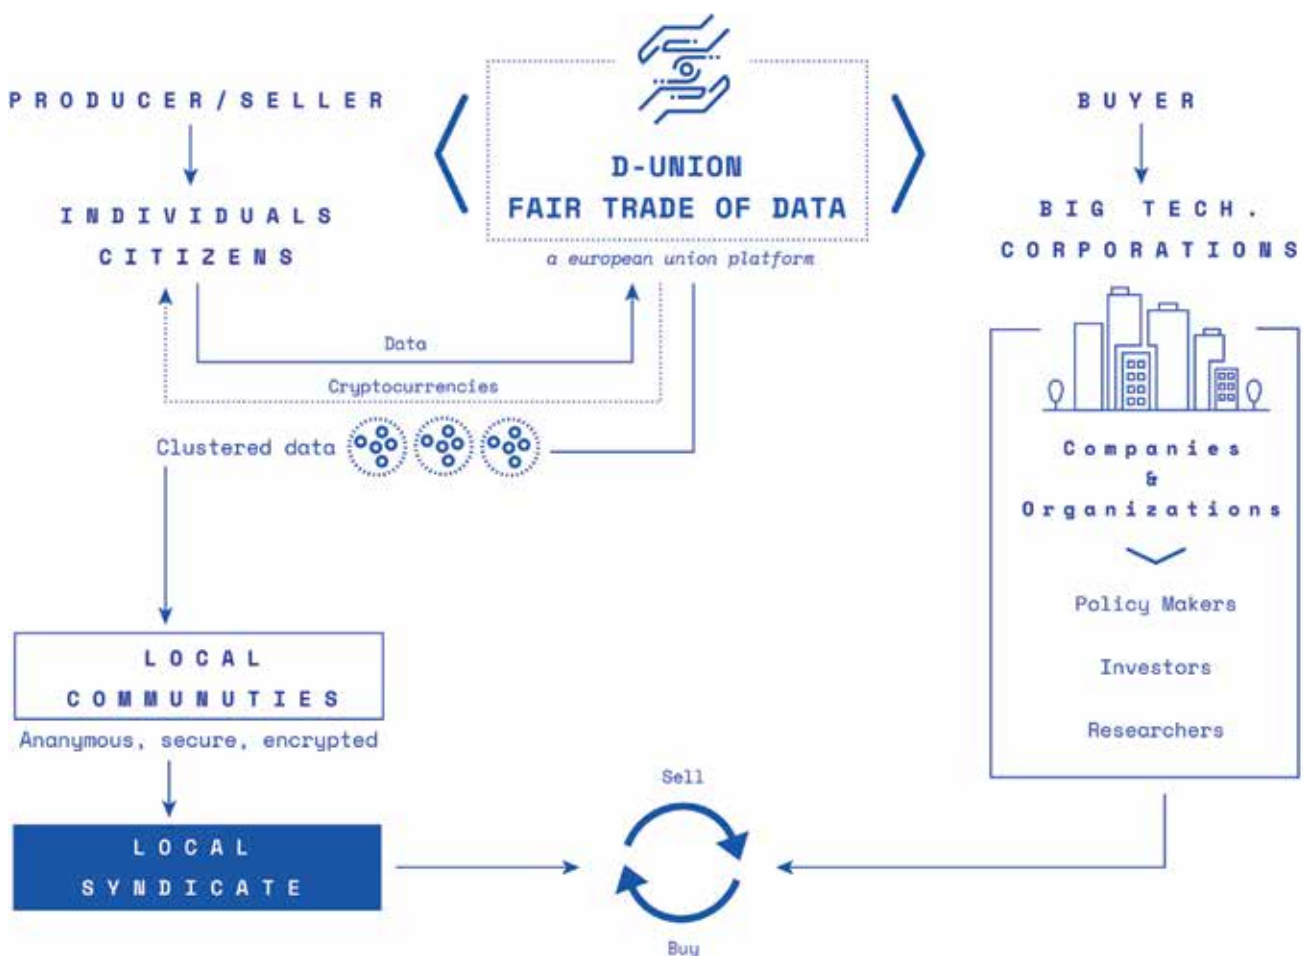 PRODUCER/SELLER
INDIVIDUALS
CITIZENS
D-UNION
FAIR TRADE OF DATA
a european union platform
BUYER
BIG TECH.
CORPORATIONS
Data
Cryptocurrencies
Clustered data
Companies
&
Organizations
Policy Makers
Investors
Researchers
LOCAL
COMMUNUTIES
Ananymous, secure, encrypted
LOCAL
SYNDICATE
Sell
Buy